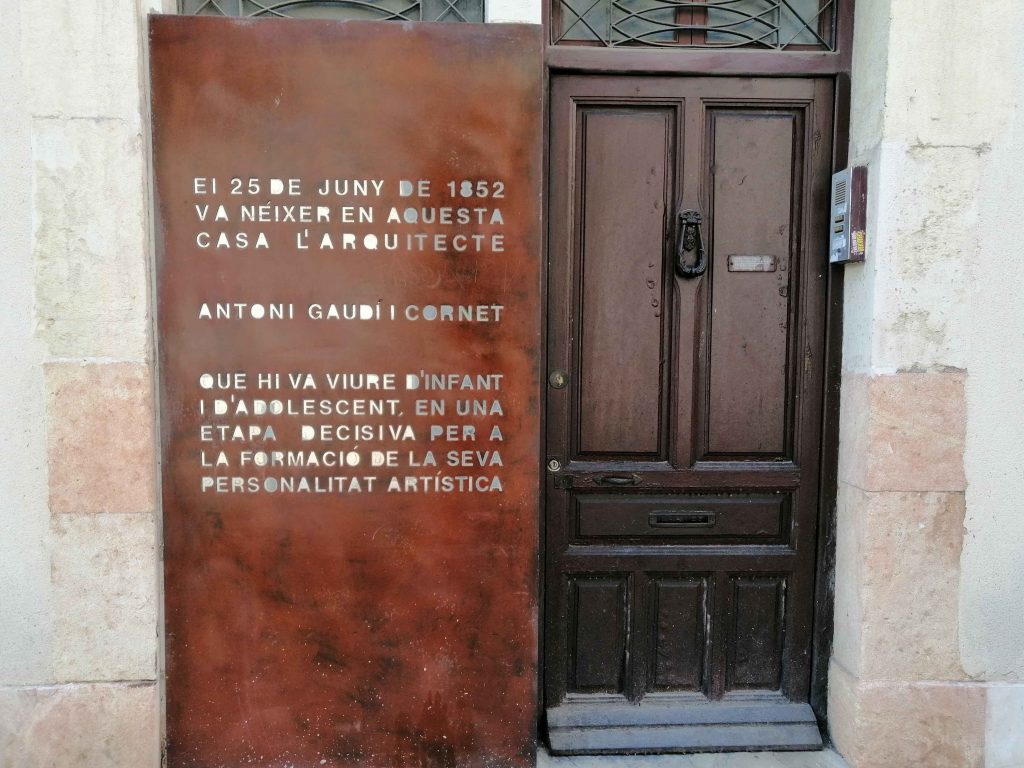 El 25 DE JUNY DE 1852
VA NÉIXER EN AQUESTA
CASA L'ARQUITECTE
ANTONI GAUDÍ I CORNET
QUE HI VA VIURE D'INFANT
I D'ADOLESCENT, EN UNA
ETAPA DECISIVA PER A
LA FORMACIÓ DE LA SEVA
PERSONALITAT ARTÍSTICA